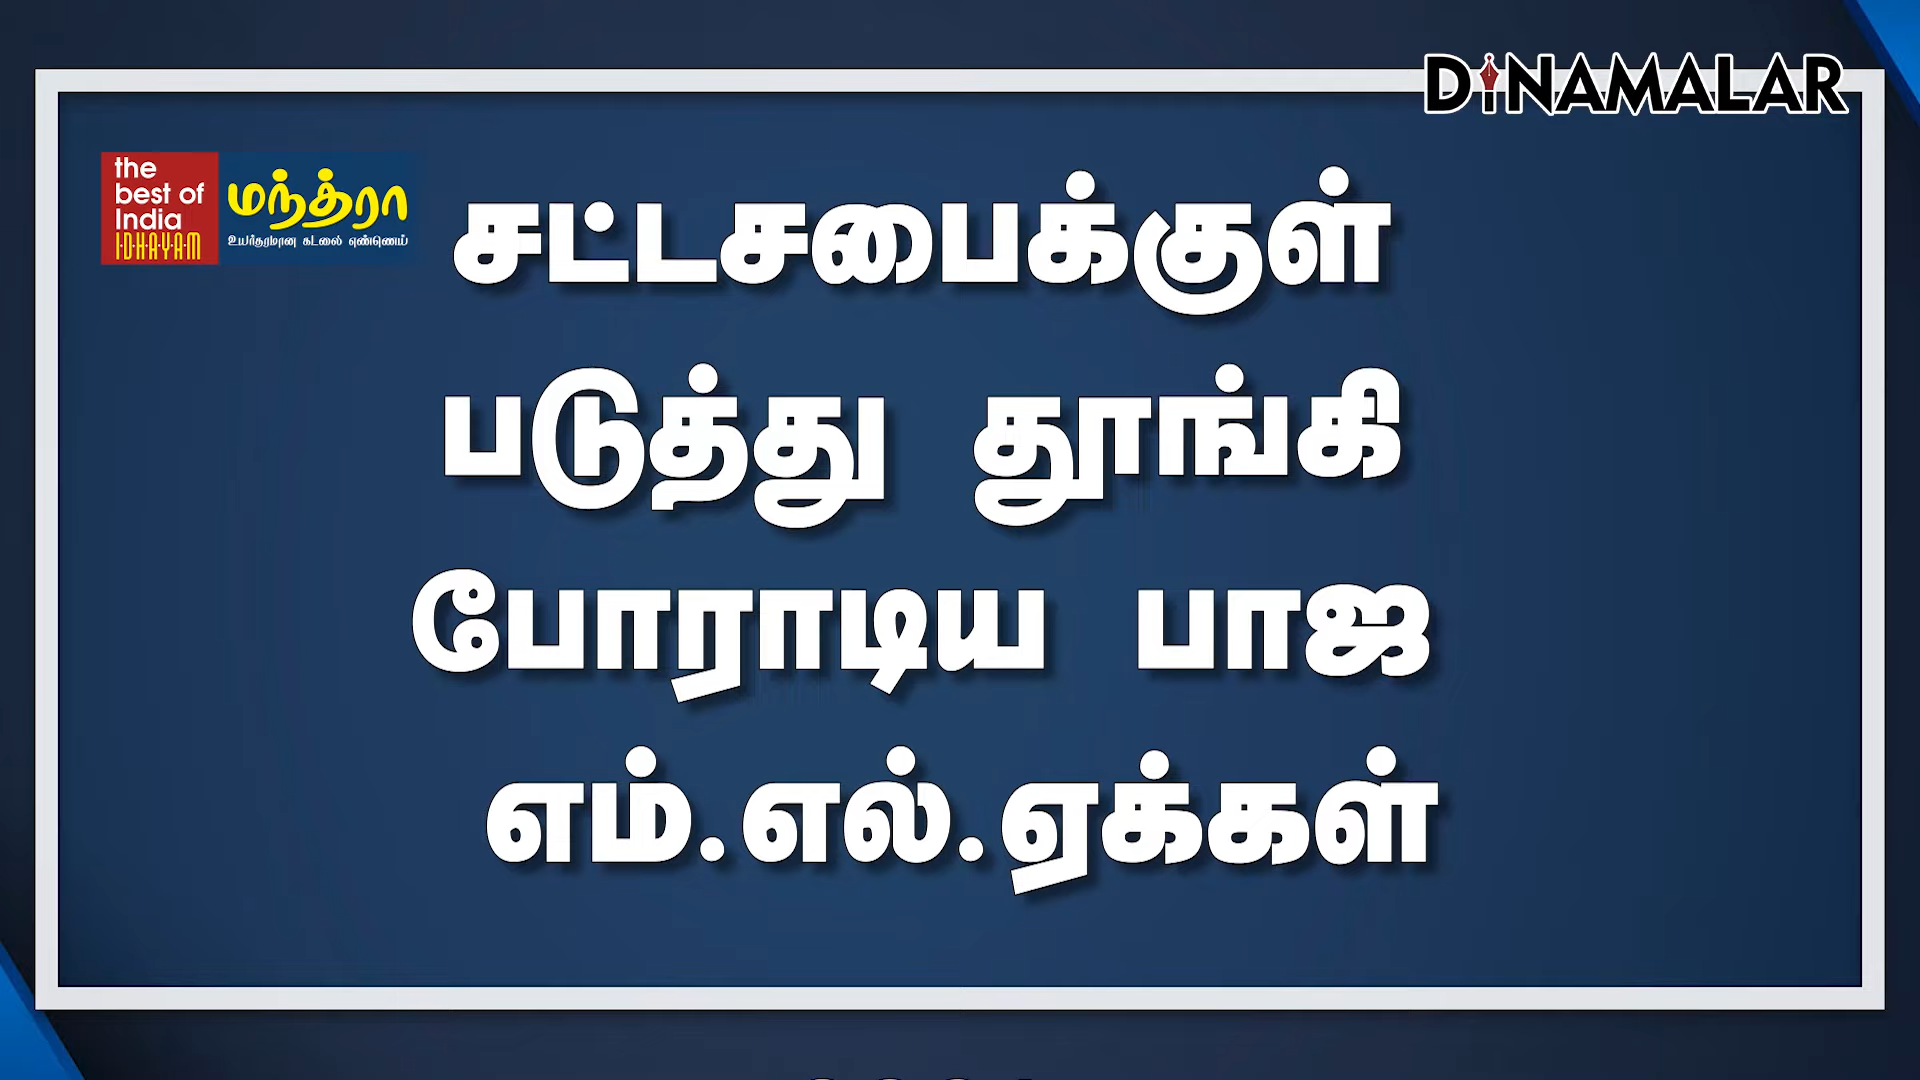 DINAMALAR
the
best of
India
IDHAYAM
மந்த்ரா
உயர்தரமான கடலை எண்ணெய்
சட்டசபைக்குள்
படுத்து தூங்கி
போராடிய பாஜ
எம்.எல்.ஏக்கள்